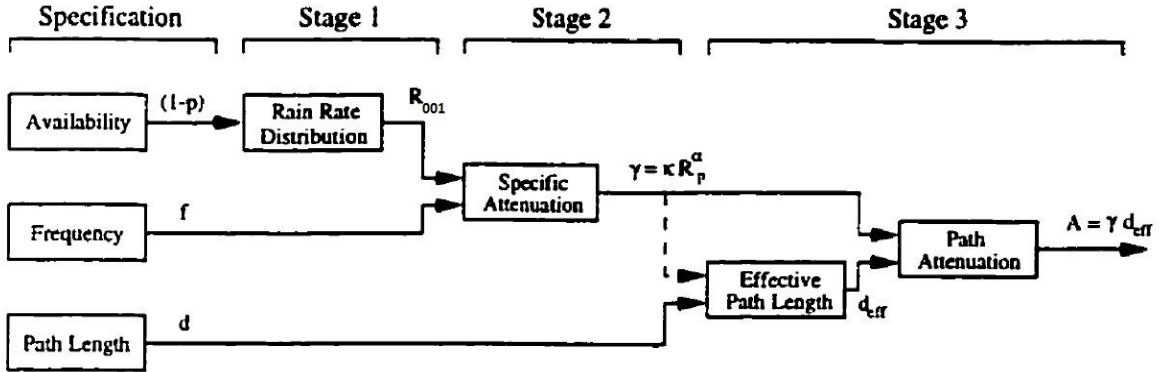 Specification Stage 1 Stage 2 Stage 3
Availability
(1-p)
Rain Rate
Distribution
R₀₀₁
Specific
Attenuation
γ = κ R_p^α
Frequency
f
Path
Attenuation
A = γ d_eff
Effective
Path Length
d_eff
Path Length
d